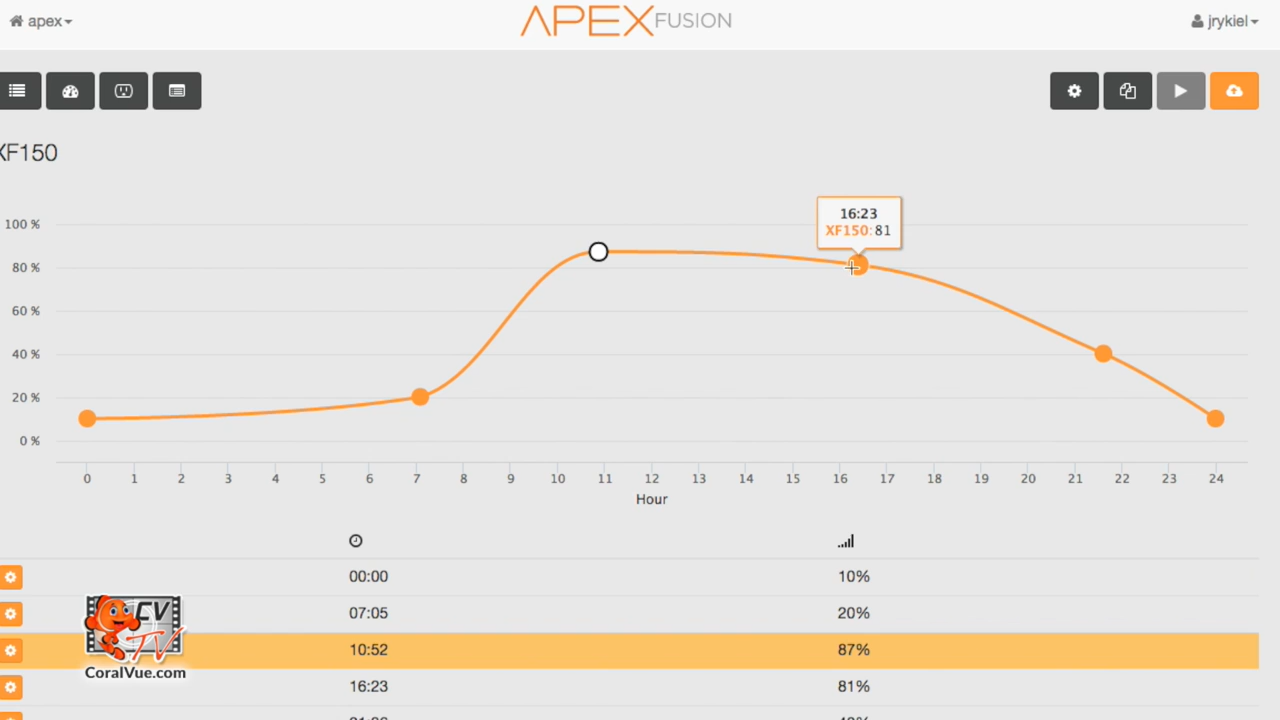 apex
APEX FUSION
jrykiel
XF150
16:23
XF150: 81
100 %
80 %
60 %
40 %
20 %
0 %
0 1 2 3 4 5 6 7 8 9 10 11 12 13 14 15 16 17 18 19 20 21 22 23 24
Hour
00:00 10%
07:05 20%
10:52 87%
16:23 81%
CV
TV
CoralVue.com